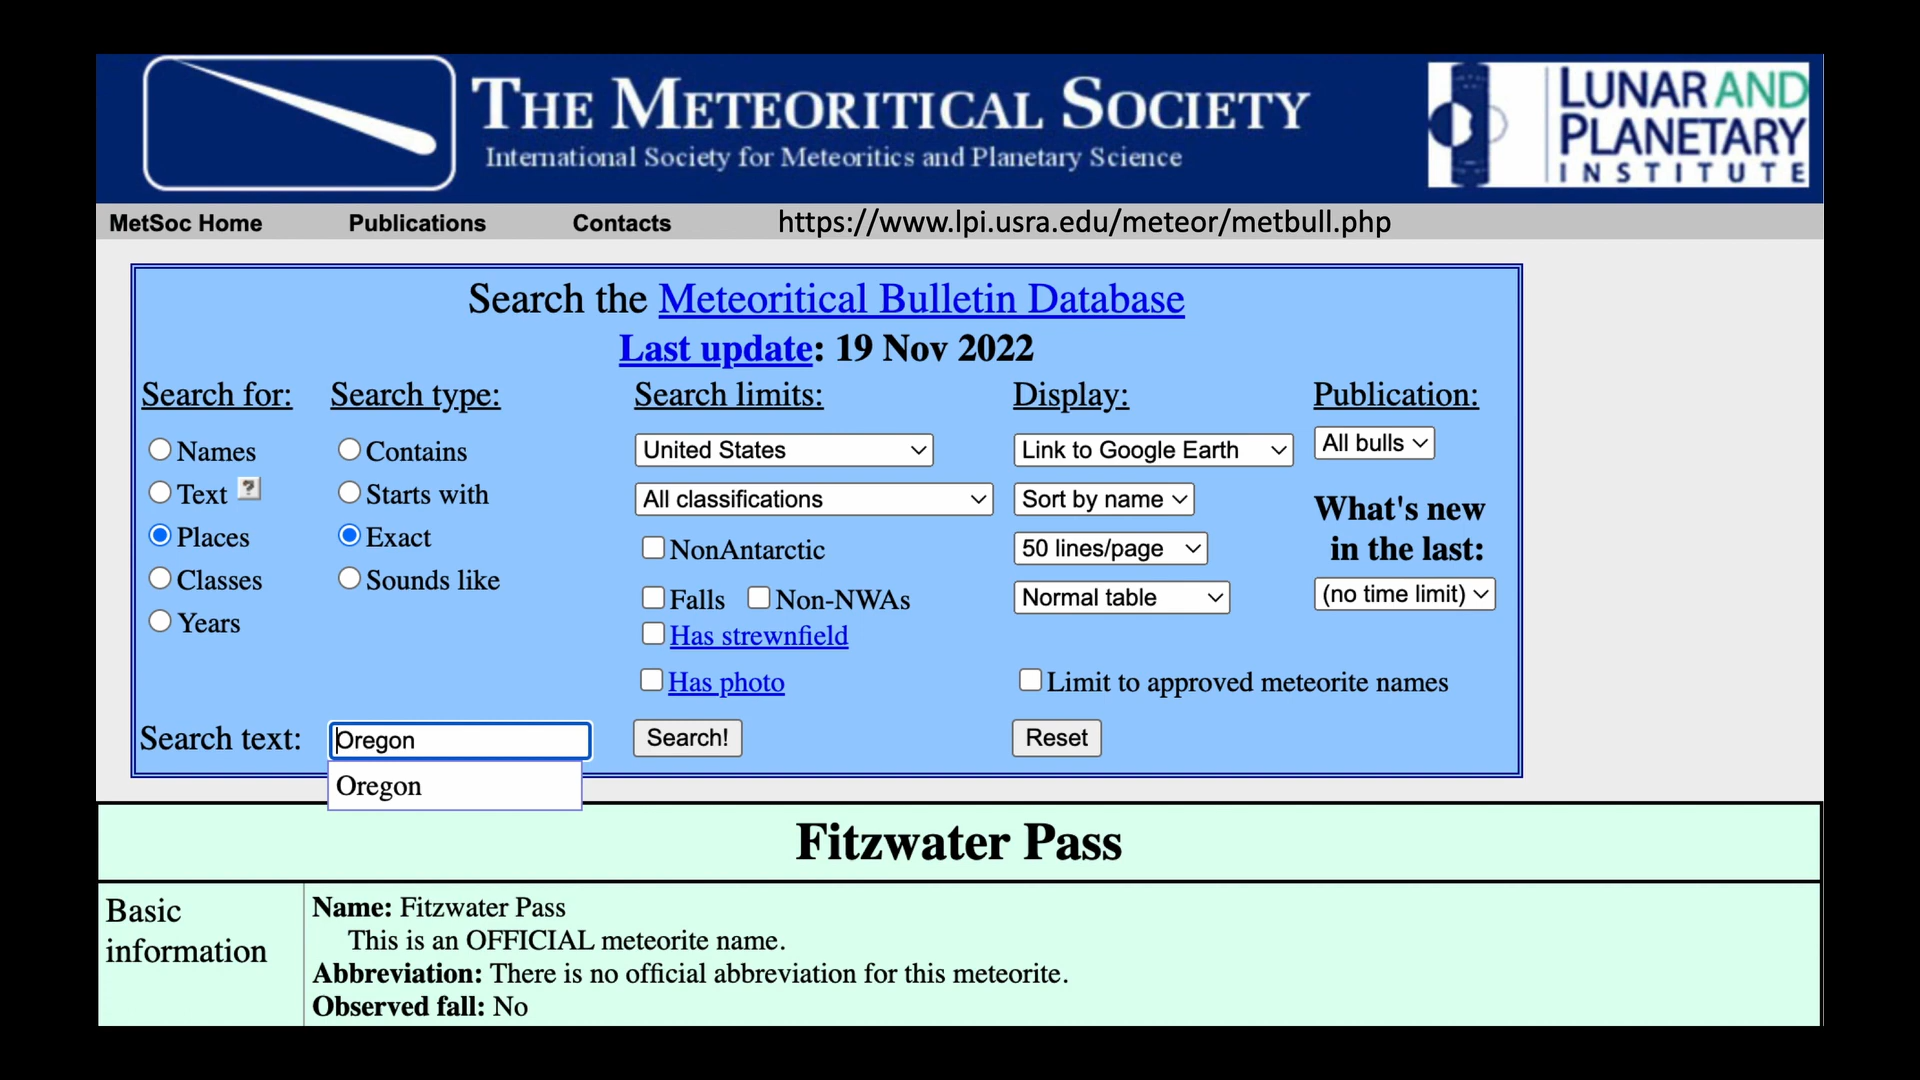 THE METEORITICAL SOCIETY
International Society for Meteoritics and Planetary Science
LUNAR AND
PLANETARY
INSTITUTE
MetSoc Home Publications Contacts https://www.lpi.usra.edu/meteor/metbull.php
Search the Meteoritical Bulletin Database
Last update: 19 Nov 2022
Search for: Search type: Search limits: Display: Publication:
Names Contains United States Link to Google Earth All bulls
Text ? Starts with All classifications Sort by name What's new
Places Exact NonAntarctic 50 lines/page in the last:
Classes Sounds like Falls Non-NWAs Normal table (no time limit)
Years Has strewnfield
Has photo Limit to approved meteorite names
Search text: Oregon Search! Reset
Oregon
Fitzwater Pass
Basic
information
Name: Fitzwater Pass
This is an OFFICIAL meteorite name.
Abbreviation: There is no official abbreviation for this meteorite.
Observed fall: No